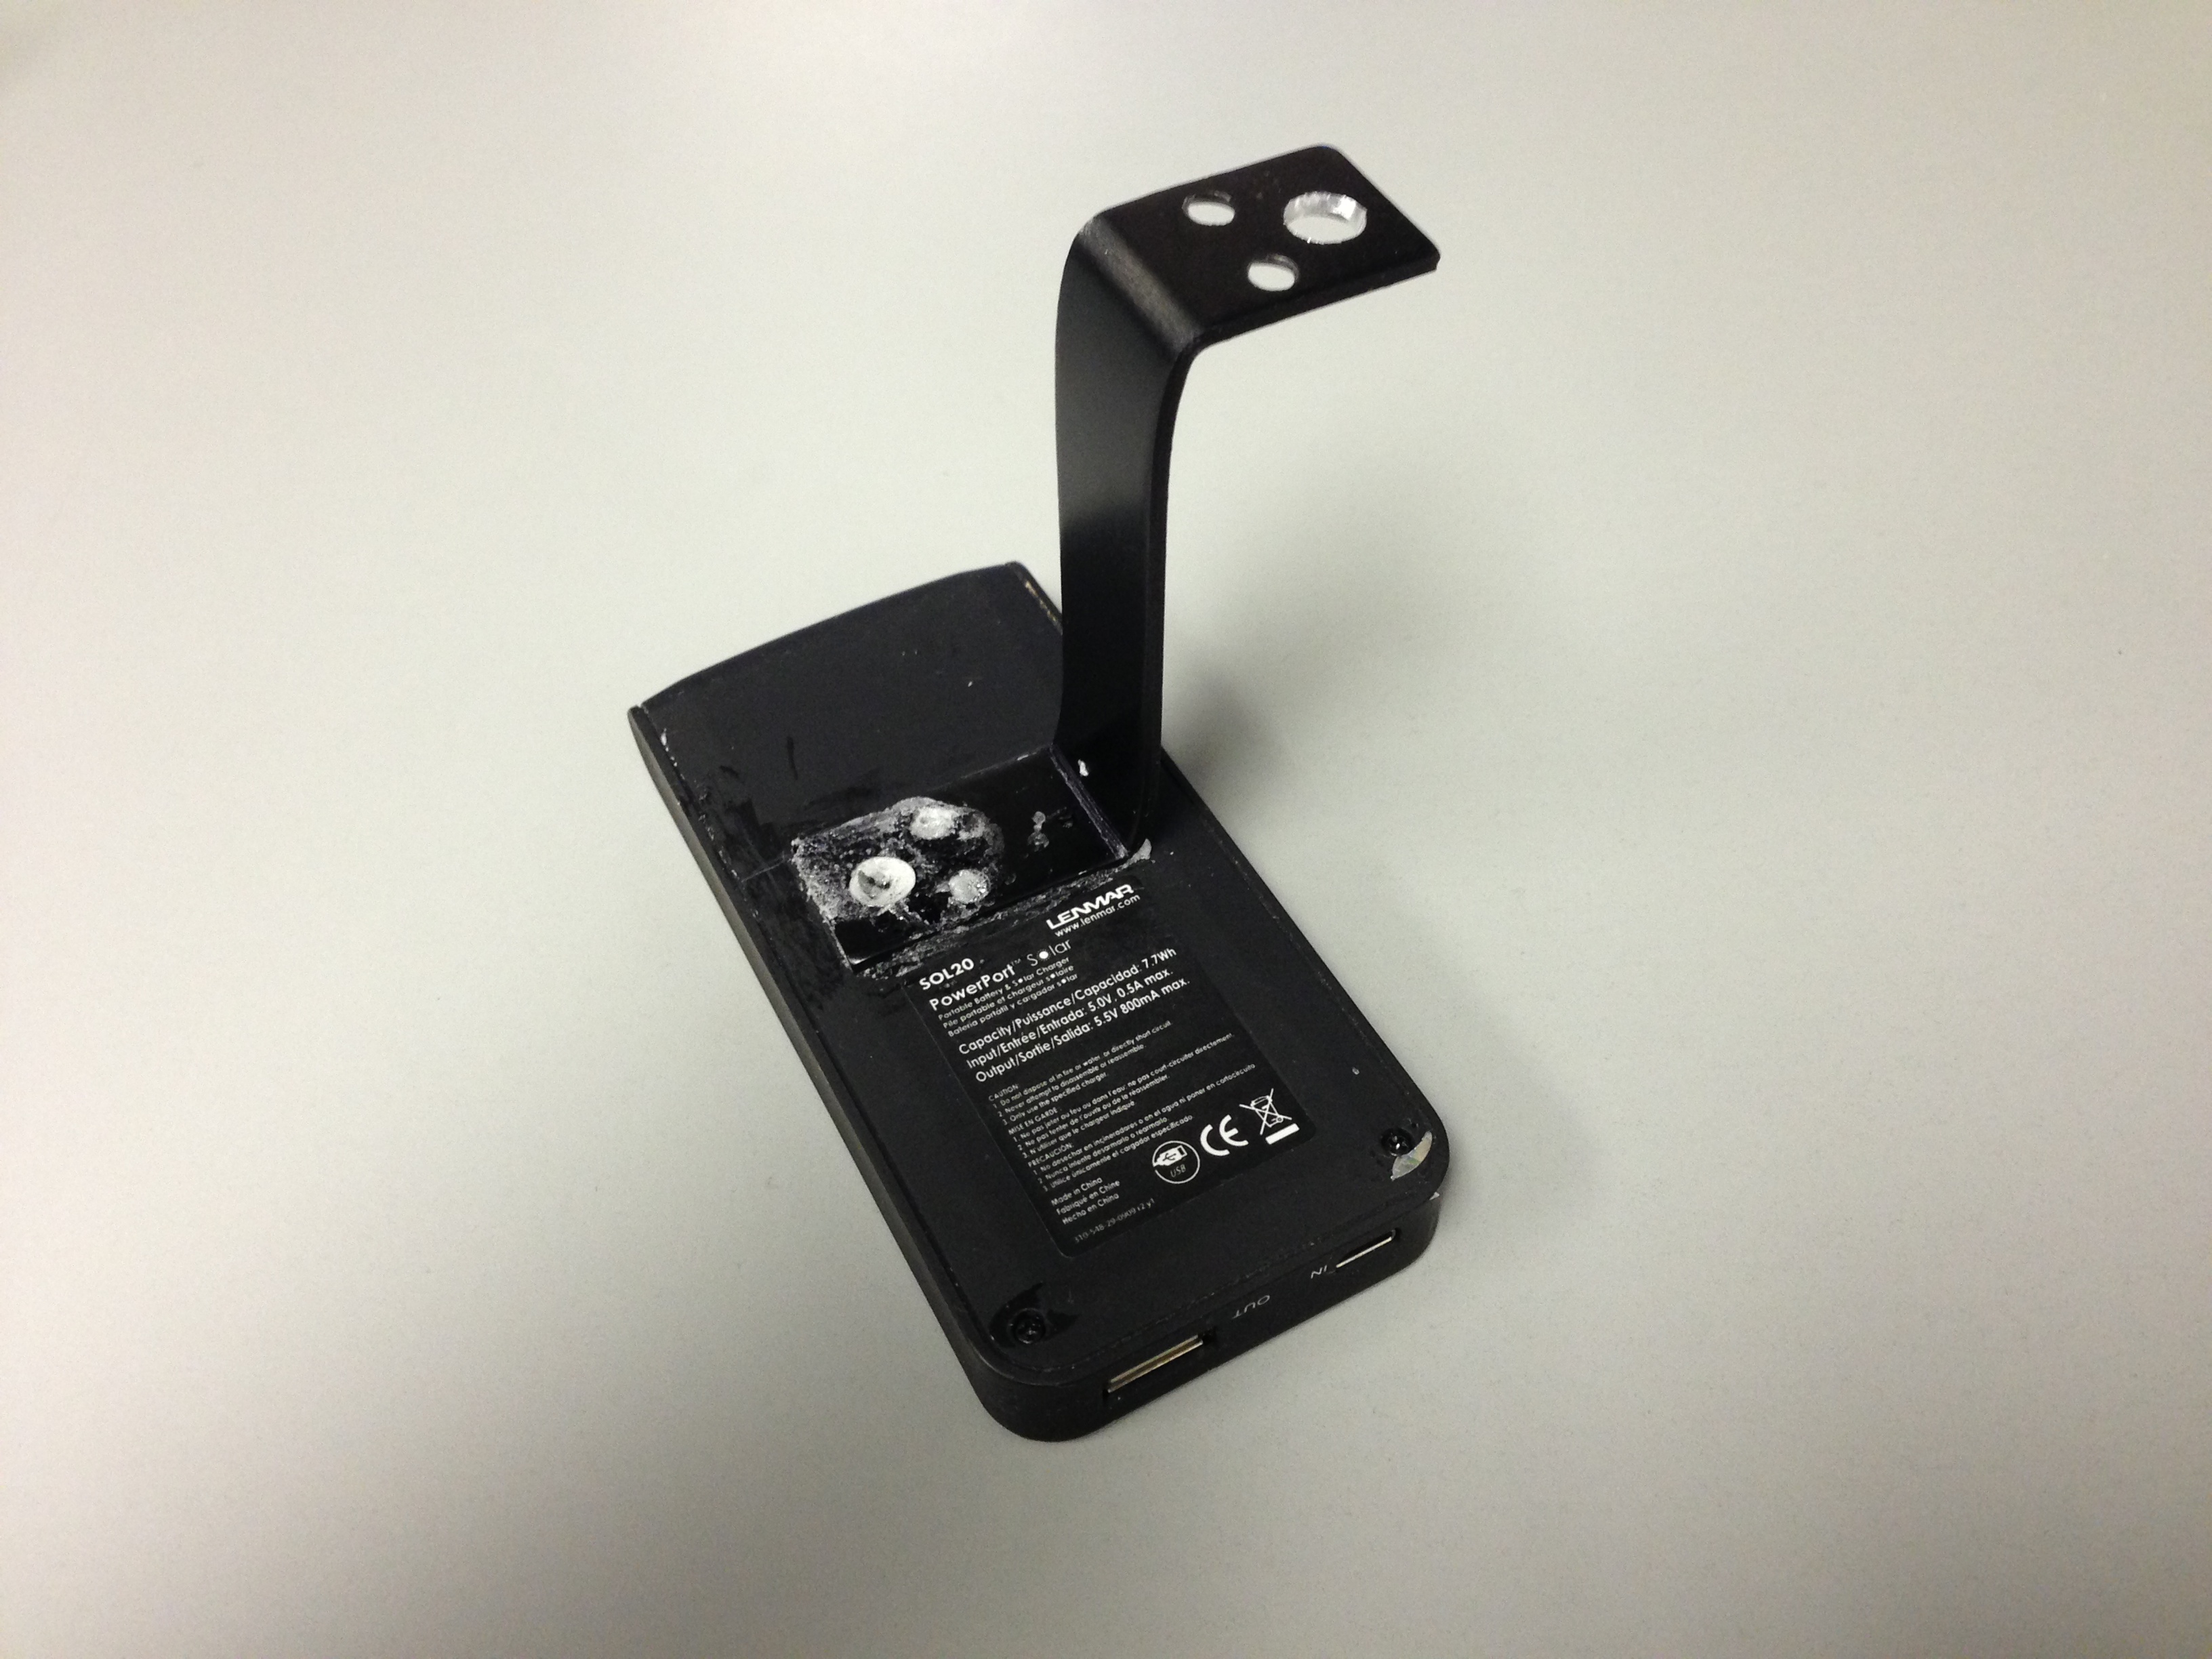 LENMAR
www.lenmar.com
SOL20
PowerPort™ Solar
Portable Battery & Solar Charger
Pile portable et chargeur solaire
Bateria portátil y cargador solar
Capacity/Puissance/Capacidad: 7.7Wh
Input/Entrée/Entrada: 5.0V, 0.5A max.
Output/Sortie/Salida: 5.5V 800mA max.
CAUTION:
1. Do not dispose of in fire or water, or directly short circuit.
2. Never attempt to disassemble or reassemble.
3. Only use the specified charger.
MISE EN GARDE:
1. Ne pas jeter au feu ou dans l'eau; ne pas court-circuiter directement.
2. Ne pas tenter de l'ouvrir ou de le réassembler.
3. N'utiliser que le chargeur indiqué
PRECAUCIÓN:
1. No desechar en incineradores o en el agua ni poner en cortocircuito
2. Nunca intente desarmarlo o rearmarlo.
3. Utilice únicamente el cargador especificado
Made in China
Fabriqué en Chine
Hecho en China
USB
CE
IN
OUT